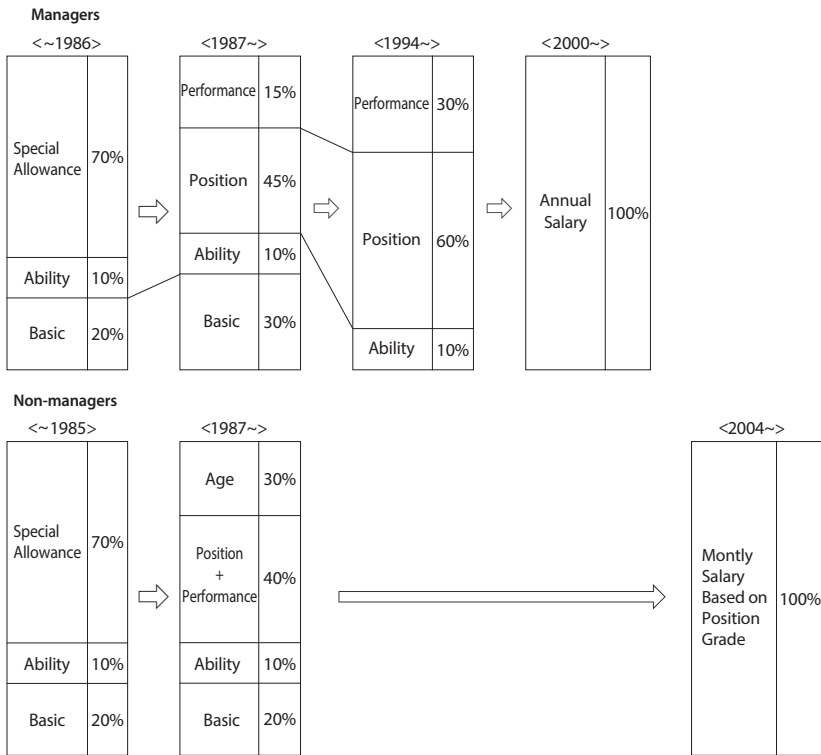 Managers
<~1986>
<1987~>
<1994~>
<2000~>
Special
Allowance
70%
Ability
10%
Basic
20%
Performance
15%
Position
45%
Ability
10%
Basic
30%
Performance
30%
Position
60%
Ability
10%
Annual
Salary
100%
Non-managers
<~1985>
<1987~>
<2004~>
Special
Allowance
70%
Ability
10%
Basic
20%
Age
30%
Position
+
Performance
40%
Ability
10%
Basic
20%
Montly
Salary
Based on
Position
Grade
100%